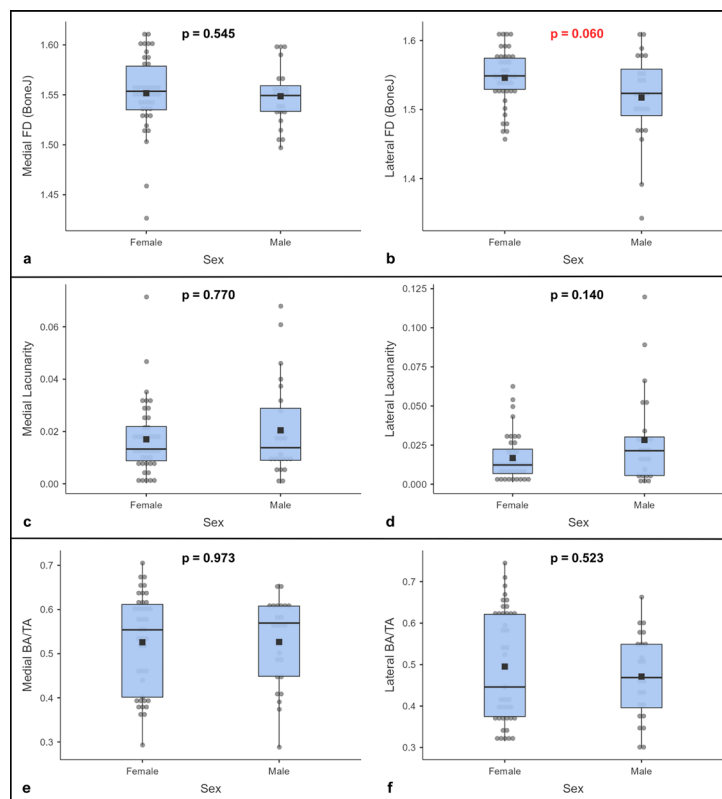 p = 0.545
Medial FD (BoneJ)
1.60
1.55
1.50
1.45
Female
Male
a
Sex
p = 0.060
Lateral FD (BoneJ)
1.6
1.5
1.4
Female
Male
b
Sex
p = 0.770
Medial Lacunarity
0.06
0.04
0.02
0.00
Female
Male
c
Sex
p = 0.140
Lateral Lacunarity
0.125
0.100
0.075
0.050
0.025
0.000
Female
Male
d
Sex
p = 0.973
Medial BA/TA
0.7
0.6
0.5
0.4
0.3
Female
Male
e
Sex
p = 0.523
Lateral BA/TA
0.7
0.6
0.5
0.4
0.3
Female
Male
f
Sex